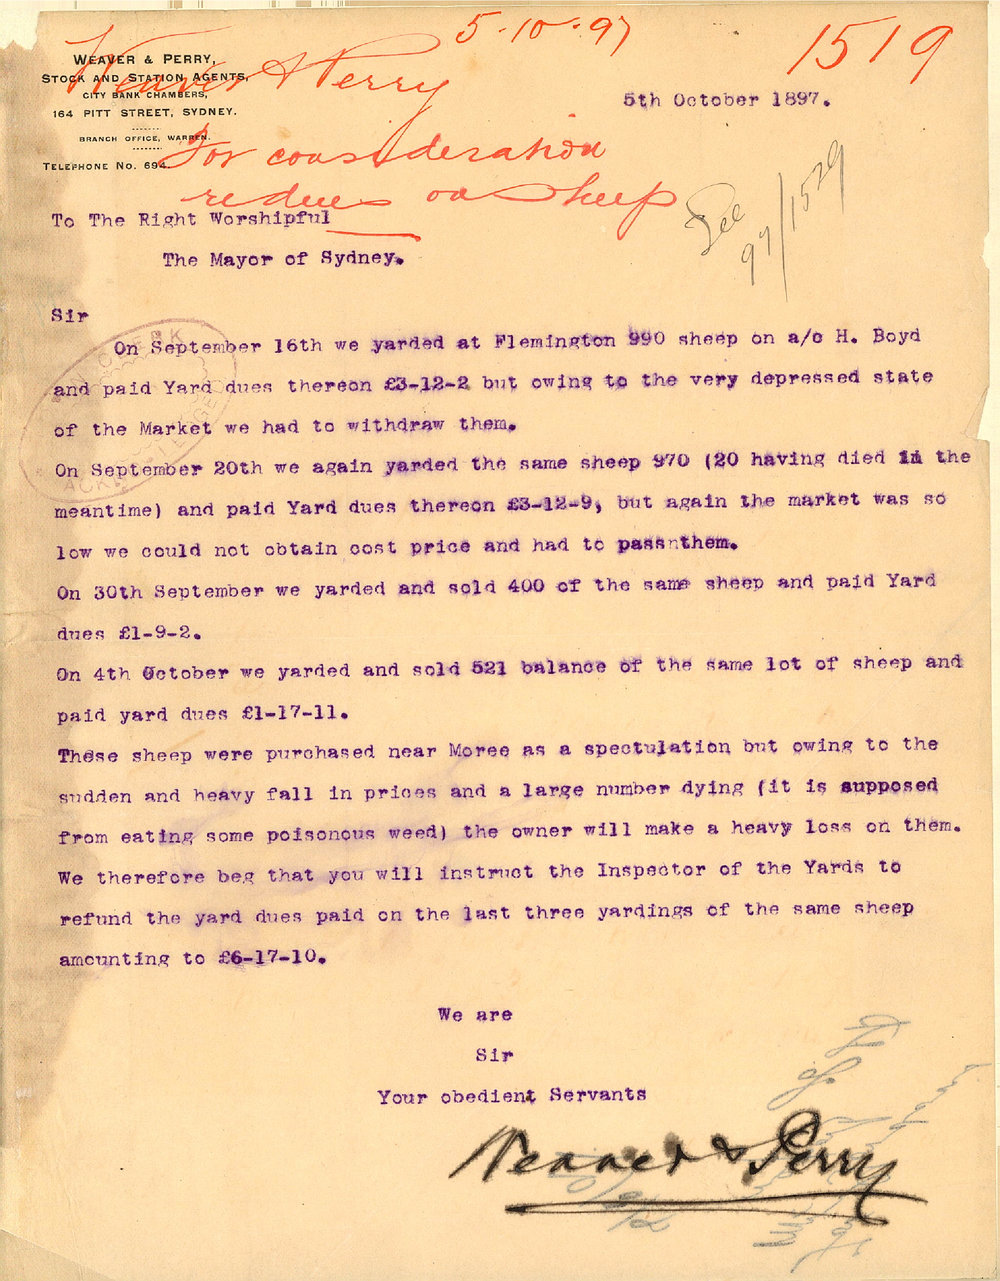 5-10-97
1519
Weaver & Perry
WEAVER & PERRY,
STOCK AND STATION AGENTS,
CITY BANK CHAMBERS,
164 PITT STREET, SYDNEY.
BRANCH OFFICE, WARREN.
TELEPHONE No. 694.
5th October 1897.
For consideration
re dues on sheep
See
97/1529
To The Right Worshipful
The Mayor of Sydney.
Sir
On September 16th we yarded at Flemington 990 sheep on a/c H. Boyd
and paid Yard dues thereon £3-12-2 but owing to the very depressed state
of the Market we had to withdraw them.
On September 20th we again yarded the same sheep 970 (20 having died in the
meantime) and paid Yard dues thereon £3-12-9, but again the market was so
low we could not obtain cost price and had to pass them.
On 30th September we yarded and sold 400 of the same sheep and paid Yard
dues £1-9-2.
On 4th October we yarded and sold 521 balance of the same lot of sheep and
paid yard dues £1-17-11.
These sheep were purchased near Moree as a spectulation but owing to the
sudden and heavy fall in prices and a large number dying (it is supposed
from eating some poisonous weed) the owner will make a heavy loss on them.
We therefore beg that you will instruct the Inspector of the Yards to
refund the yard dues paid on the last three yardings of the same sheep
amounting to £6-17-10.
We are
Sir
Your obedient Servants
Weaver & Perry